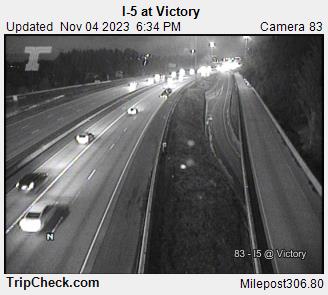 I-5 at Victory
Updated Nov 04 2023 6:34 PM Camera 83
T
N
83 - I5 @ Victory
TripCheck.com Milepost306.80